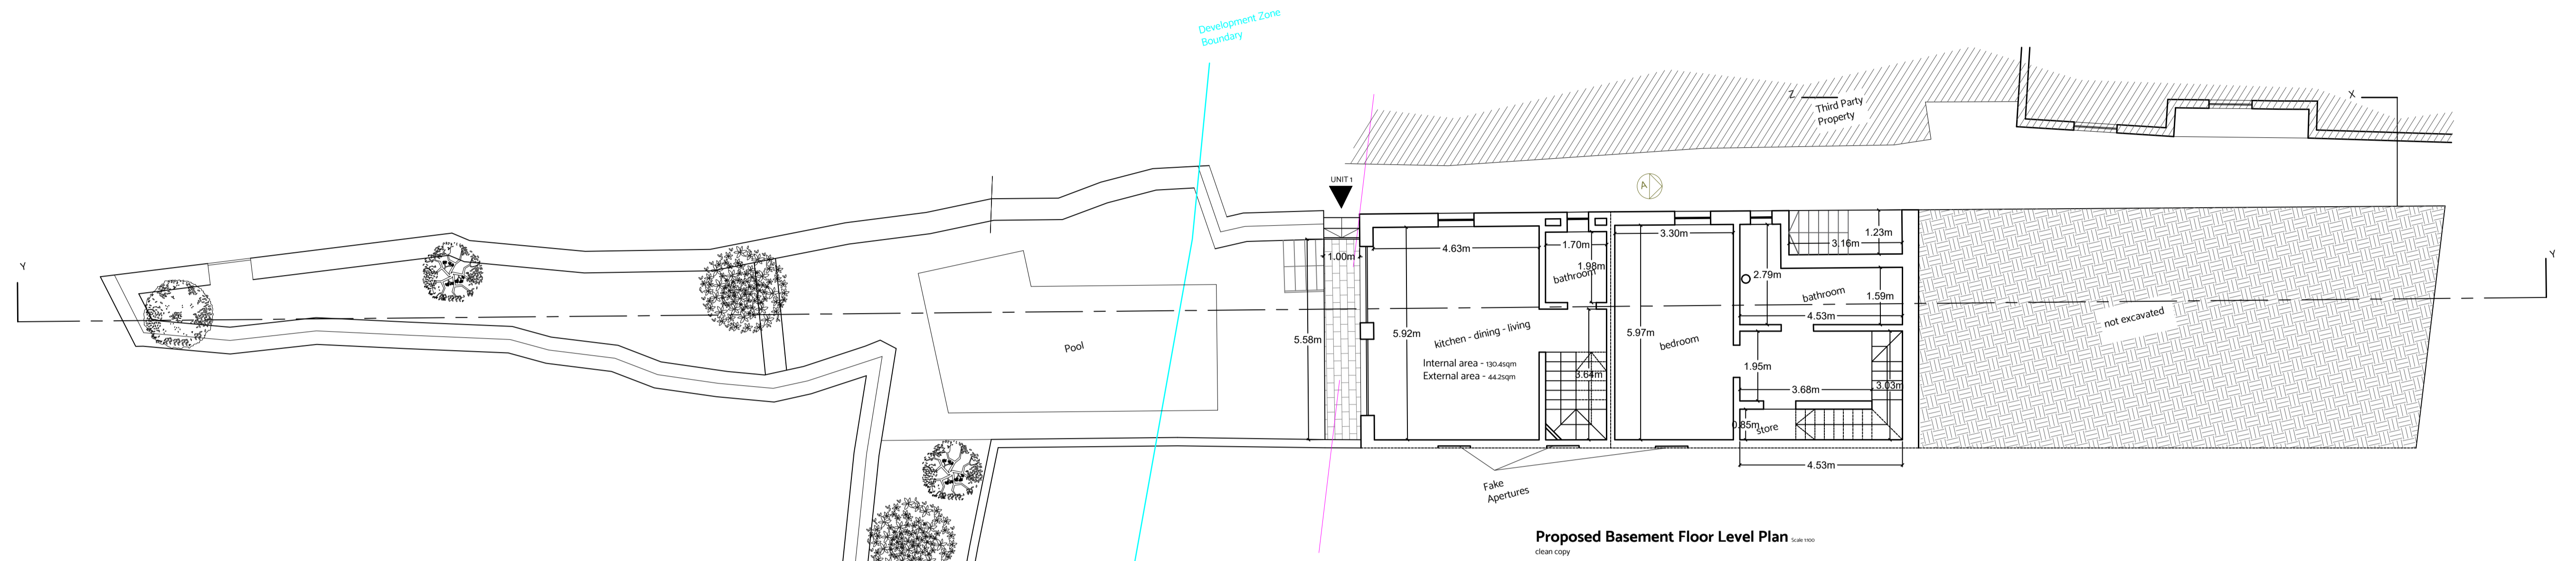 Development Zone
Boundary
Z
Third Party
Property
X
UNIT 1
A
Y
Y
4.63m
1.70m
3.30m
3.16m
1.23m
1.00m
bathroom
1.98m
2.79m
bathroom
1.59m
4.53m
not excavated
Pool
5.58m
5.92m
kitchen - dining - living
Internal area - 130.4sqm
External area - 44.2sqm
3.64m
5.97m
bedroom
1.95m
3.68m
3.03m
0.85m
store
4.53m
Fake
Apertures
Proposed Basement Floor Level Plan Scale 1:100
clean copy